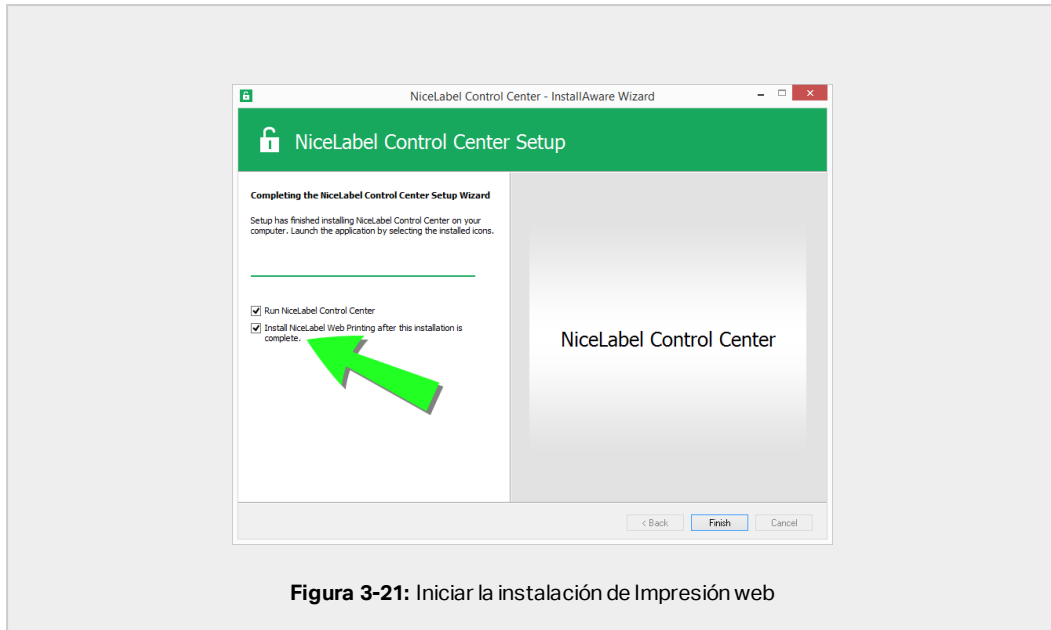 NiceLabel Control Center - InstallAware Wizard
NiceLabel Control Center Setup
Completing the NiceLabel Control Center Setup Wizard
Setup has finished installing NiceLabel Control Center on your
computer. Launch the application by selecting the installed icons.
Run NiceLabel Control Center
Install NiceLabel Web Printing after this installation is
complete.
NiceLabel Control Center
< Back
Finish
Cancel
Figura 3-21: Iniciar la instalación de Impresión web